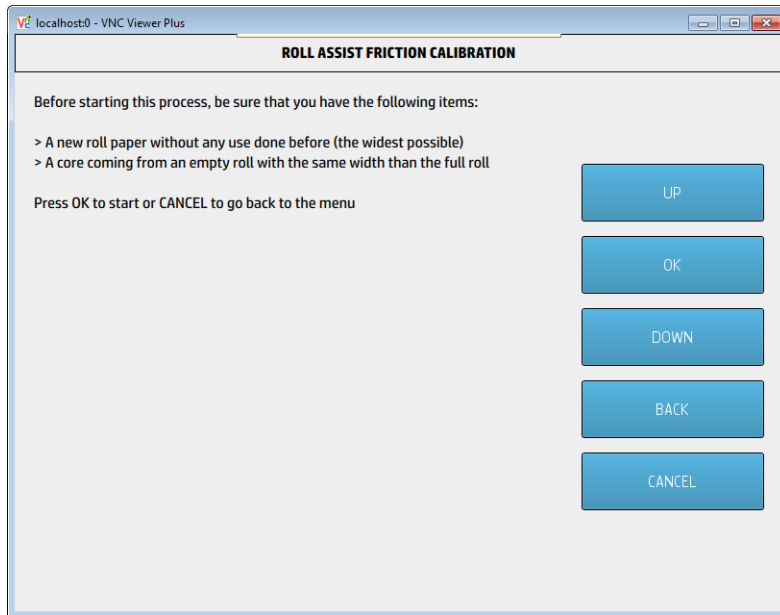 localhost:0 - VNC Viewer Plus
ROLL ASSIST FRICTION CALIBRATION
Before starting this process, be sure that you have the following items:
> A new roll paper without any use done before (the widest possible)
> A core coming from an empty roll with the same width than the full roll
Press OK to start or CANCEL to go back to the menu
UP
OK
DOWN
BACK
CANCEL